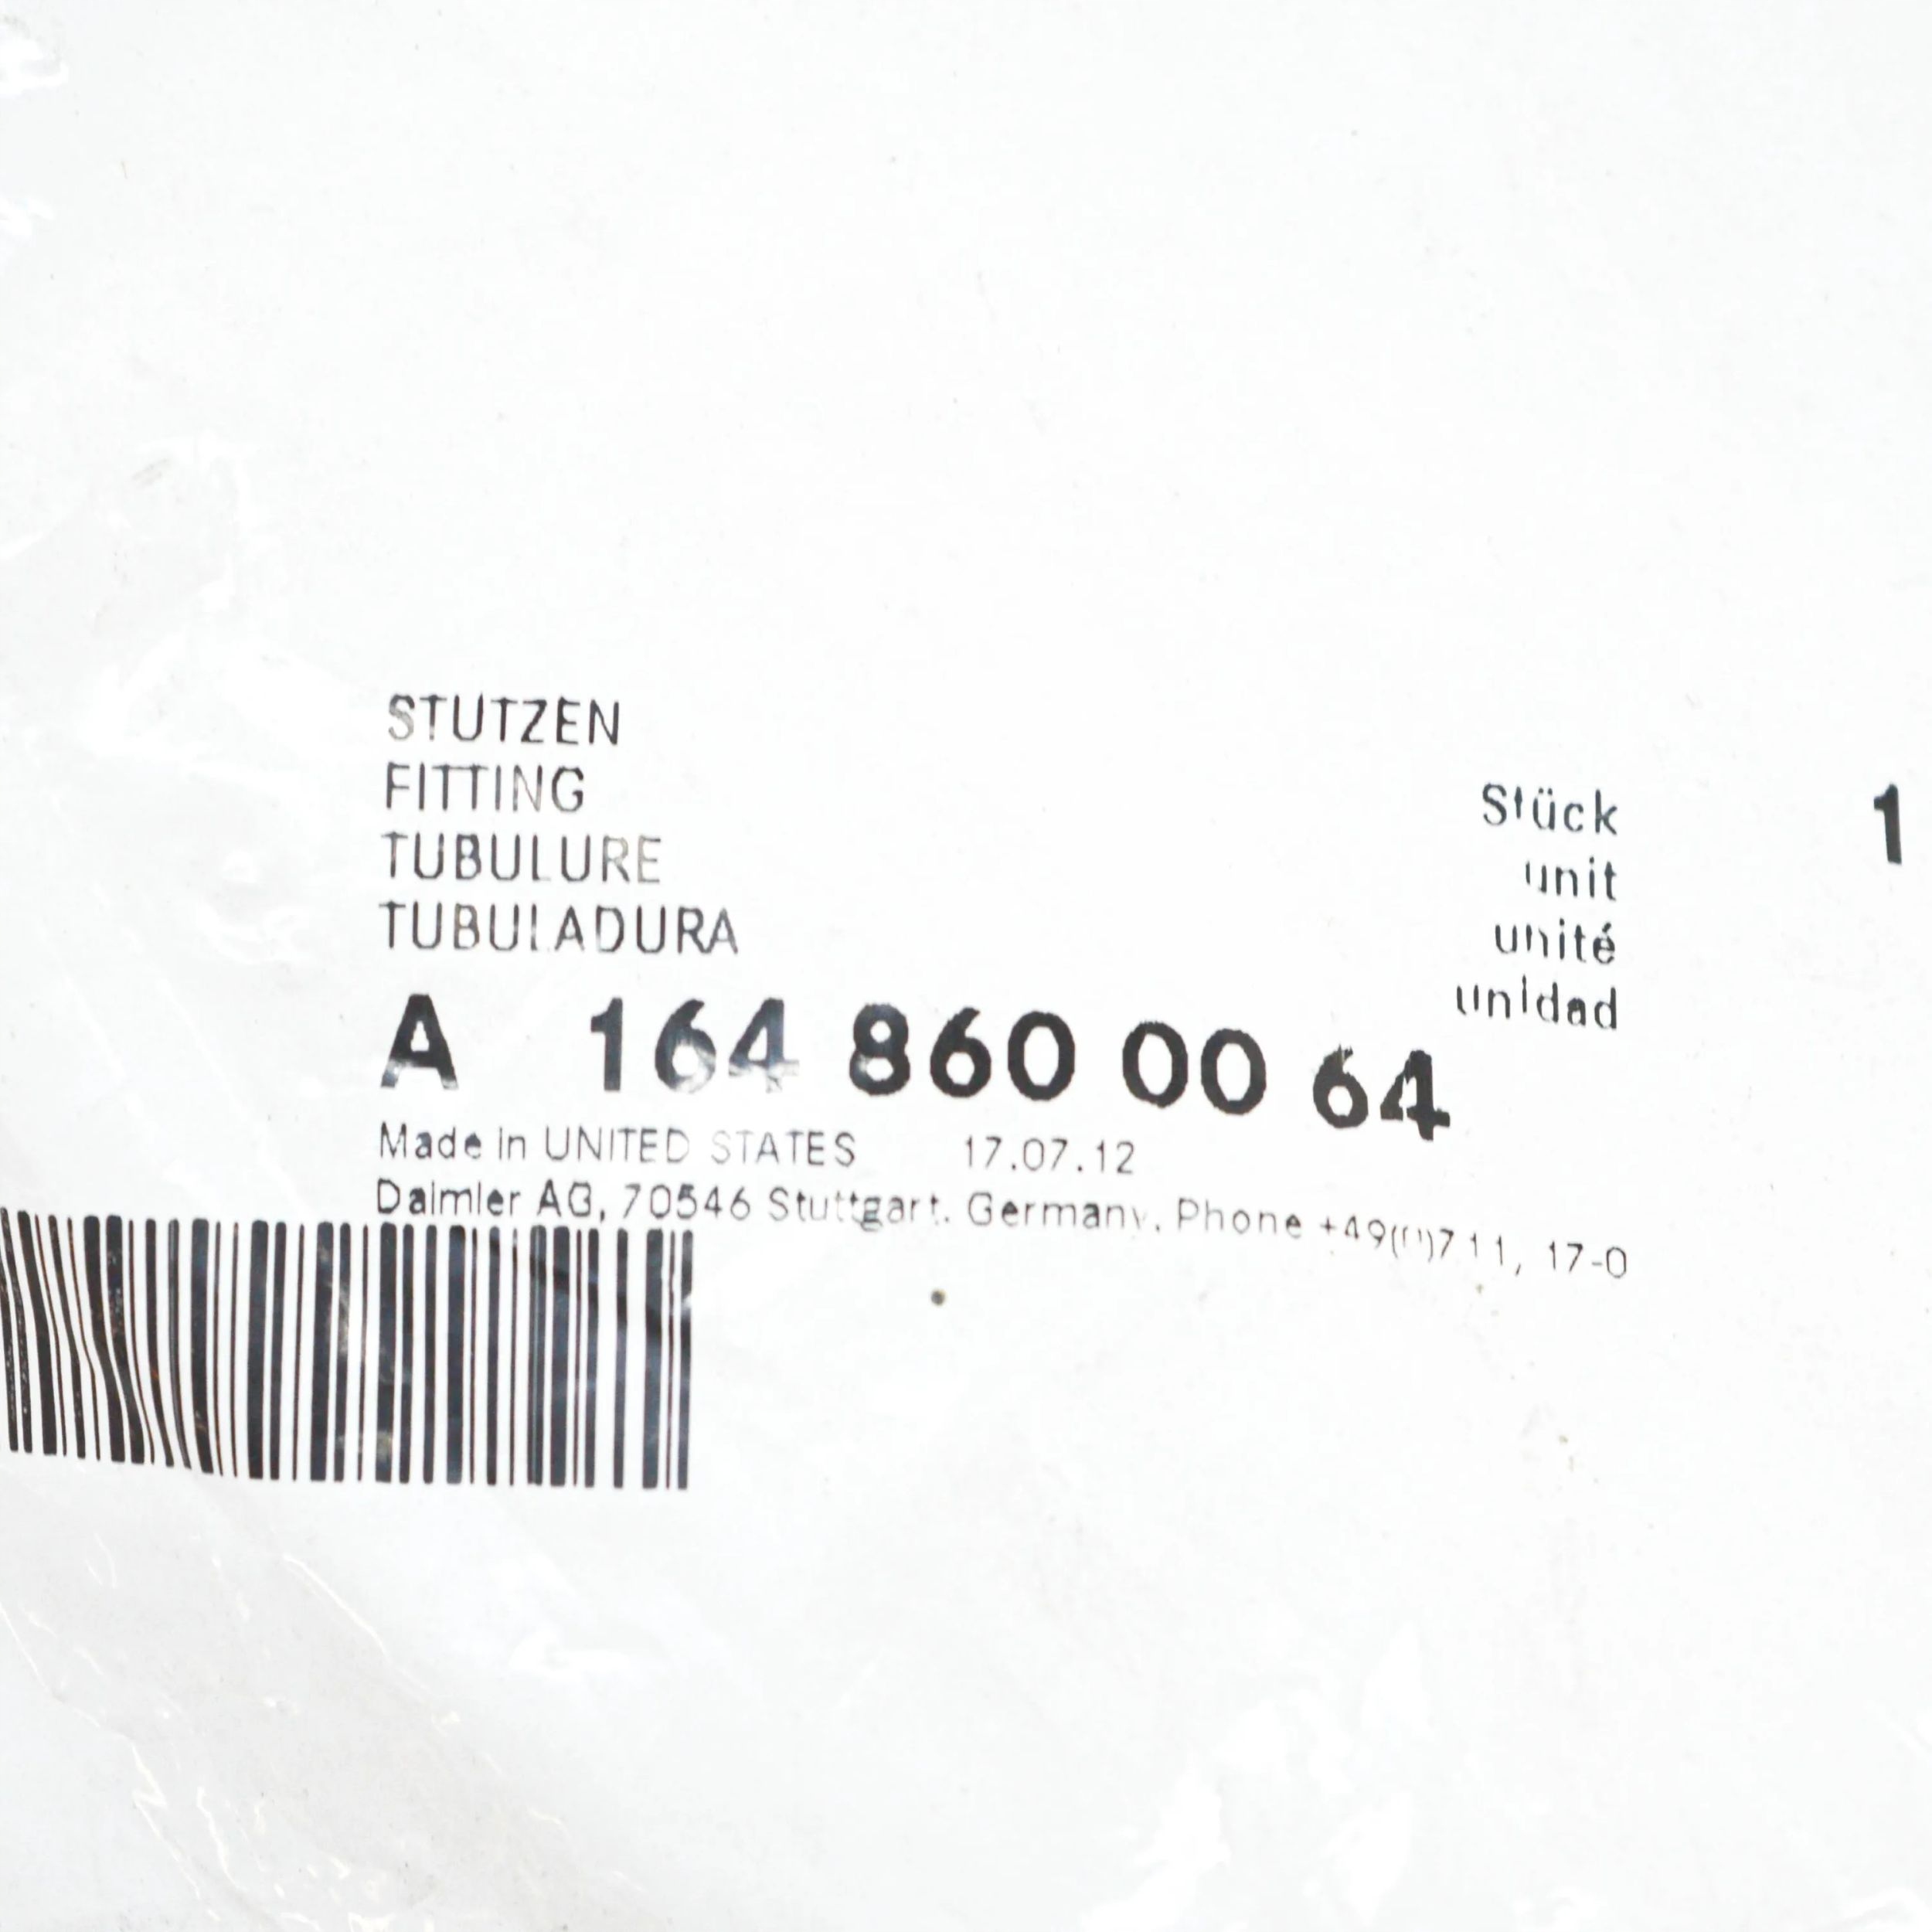 STUTZEN
FITTING
TUBULURE
TUBULADURA
Stück 1
unit
unité
unidad
A 164 860 00 64
Made in UNITED STATES 17.07.12
Daimler AG, 70546 Stuttgart, Germany, Phone +49(0)711, 17-0